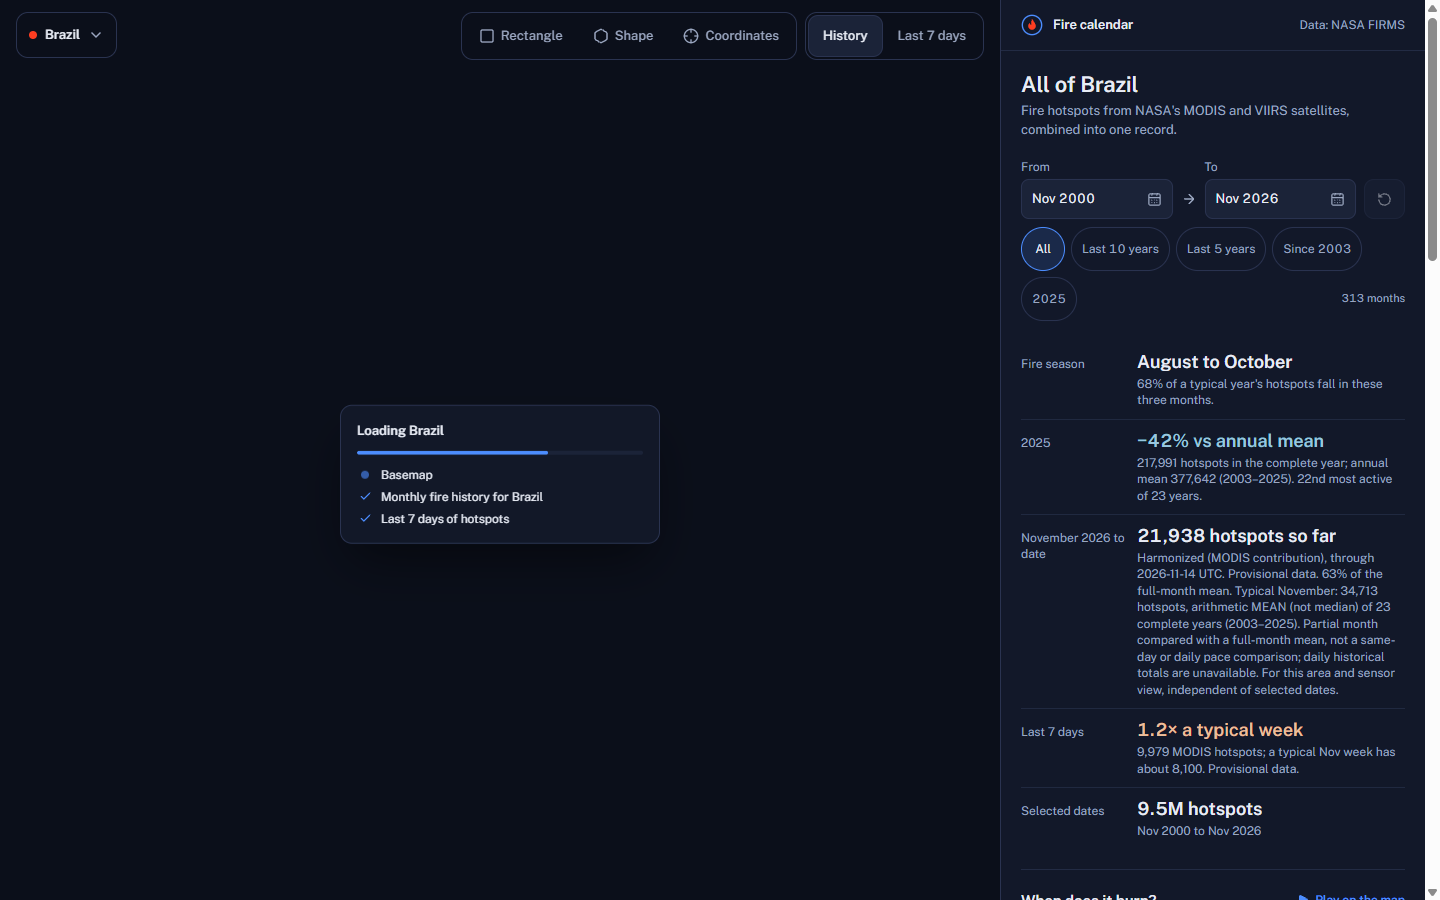 Brazil
Rectangle
Shape
Coordinates
History
Last 7 days
Loading Brazil
Basemap
Monthly fire history for Brazil
Last 7 days of hotspots
Fire calendar
Data: NASA FIRMS
All of Brazil
Fire hotspots from NASA's MODIS and VIIRS satellites,
combined into one record.
From
To
Nov 2000
Nov 2026
All
Last 10 years
Last 5 years
Since 2003
2025
313 months
Fire season
August to October
68% of a typical year's hotspots fall in these
three months.
2025
−42% vs annual mean
217,991 hotspots in the complete year; annual
mean 377,642 (2003–2025). 22nd most active
of 23 years.
November 2026 to
date
21,938 hotspots so far
Harmonized (MODIS contribution), through
2026-11-14 UTC. Provisional data. 63% of the
full-month mean. Typical November: 34,713
hotspots, arithmetic MEAN (not median) of 23
complete years (2003–2025). Partial month
compared with a full-month mean, not a same-
day or daily pace comparison; daily historical
totals are unavailable. For this area and sensor
view, independent of selected dates.
Last 7 days
1.2× a typical week
9,979 MODIS hotspots; a typical Nov week has
about 8,100. Provisional data.
Selected dates
9.5M hotspots
Nov 2000 to Nov 2026
When does it burn?
Play on the map